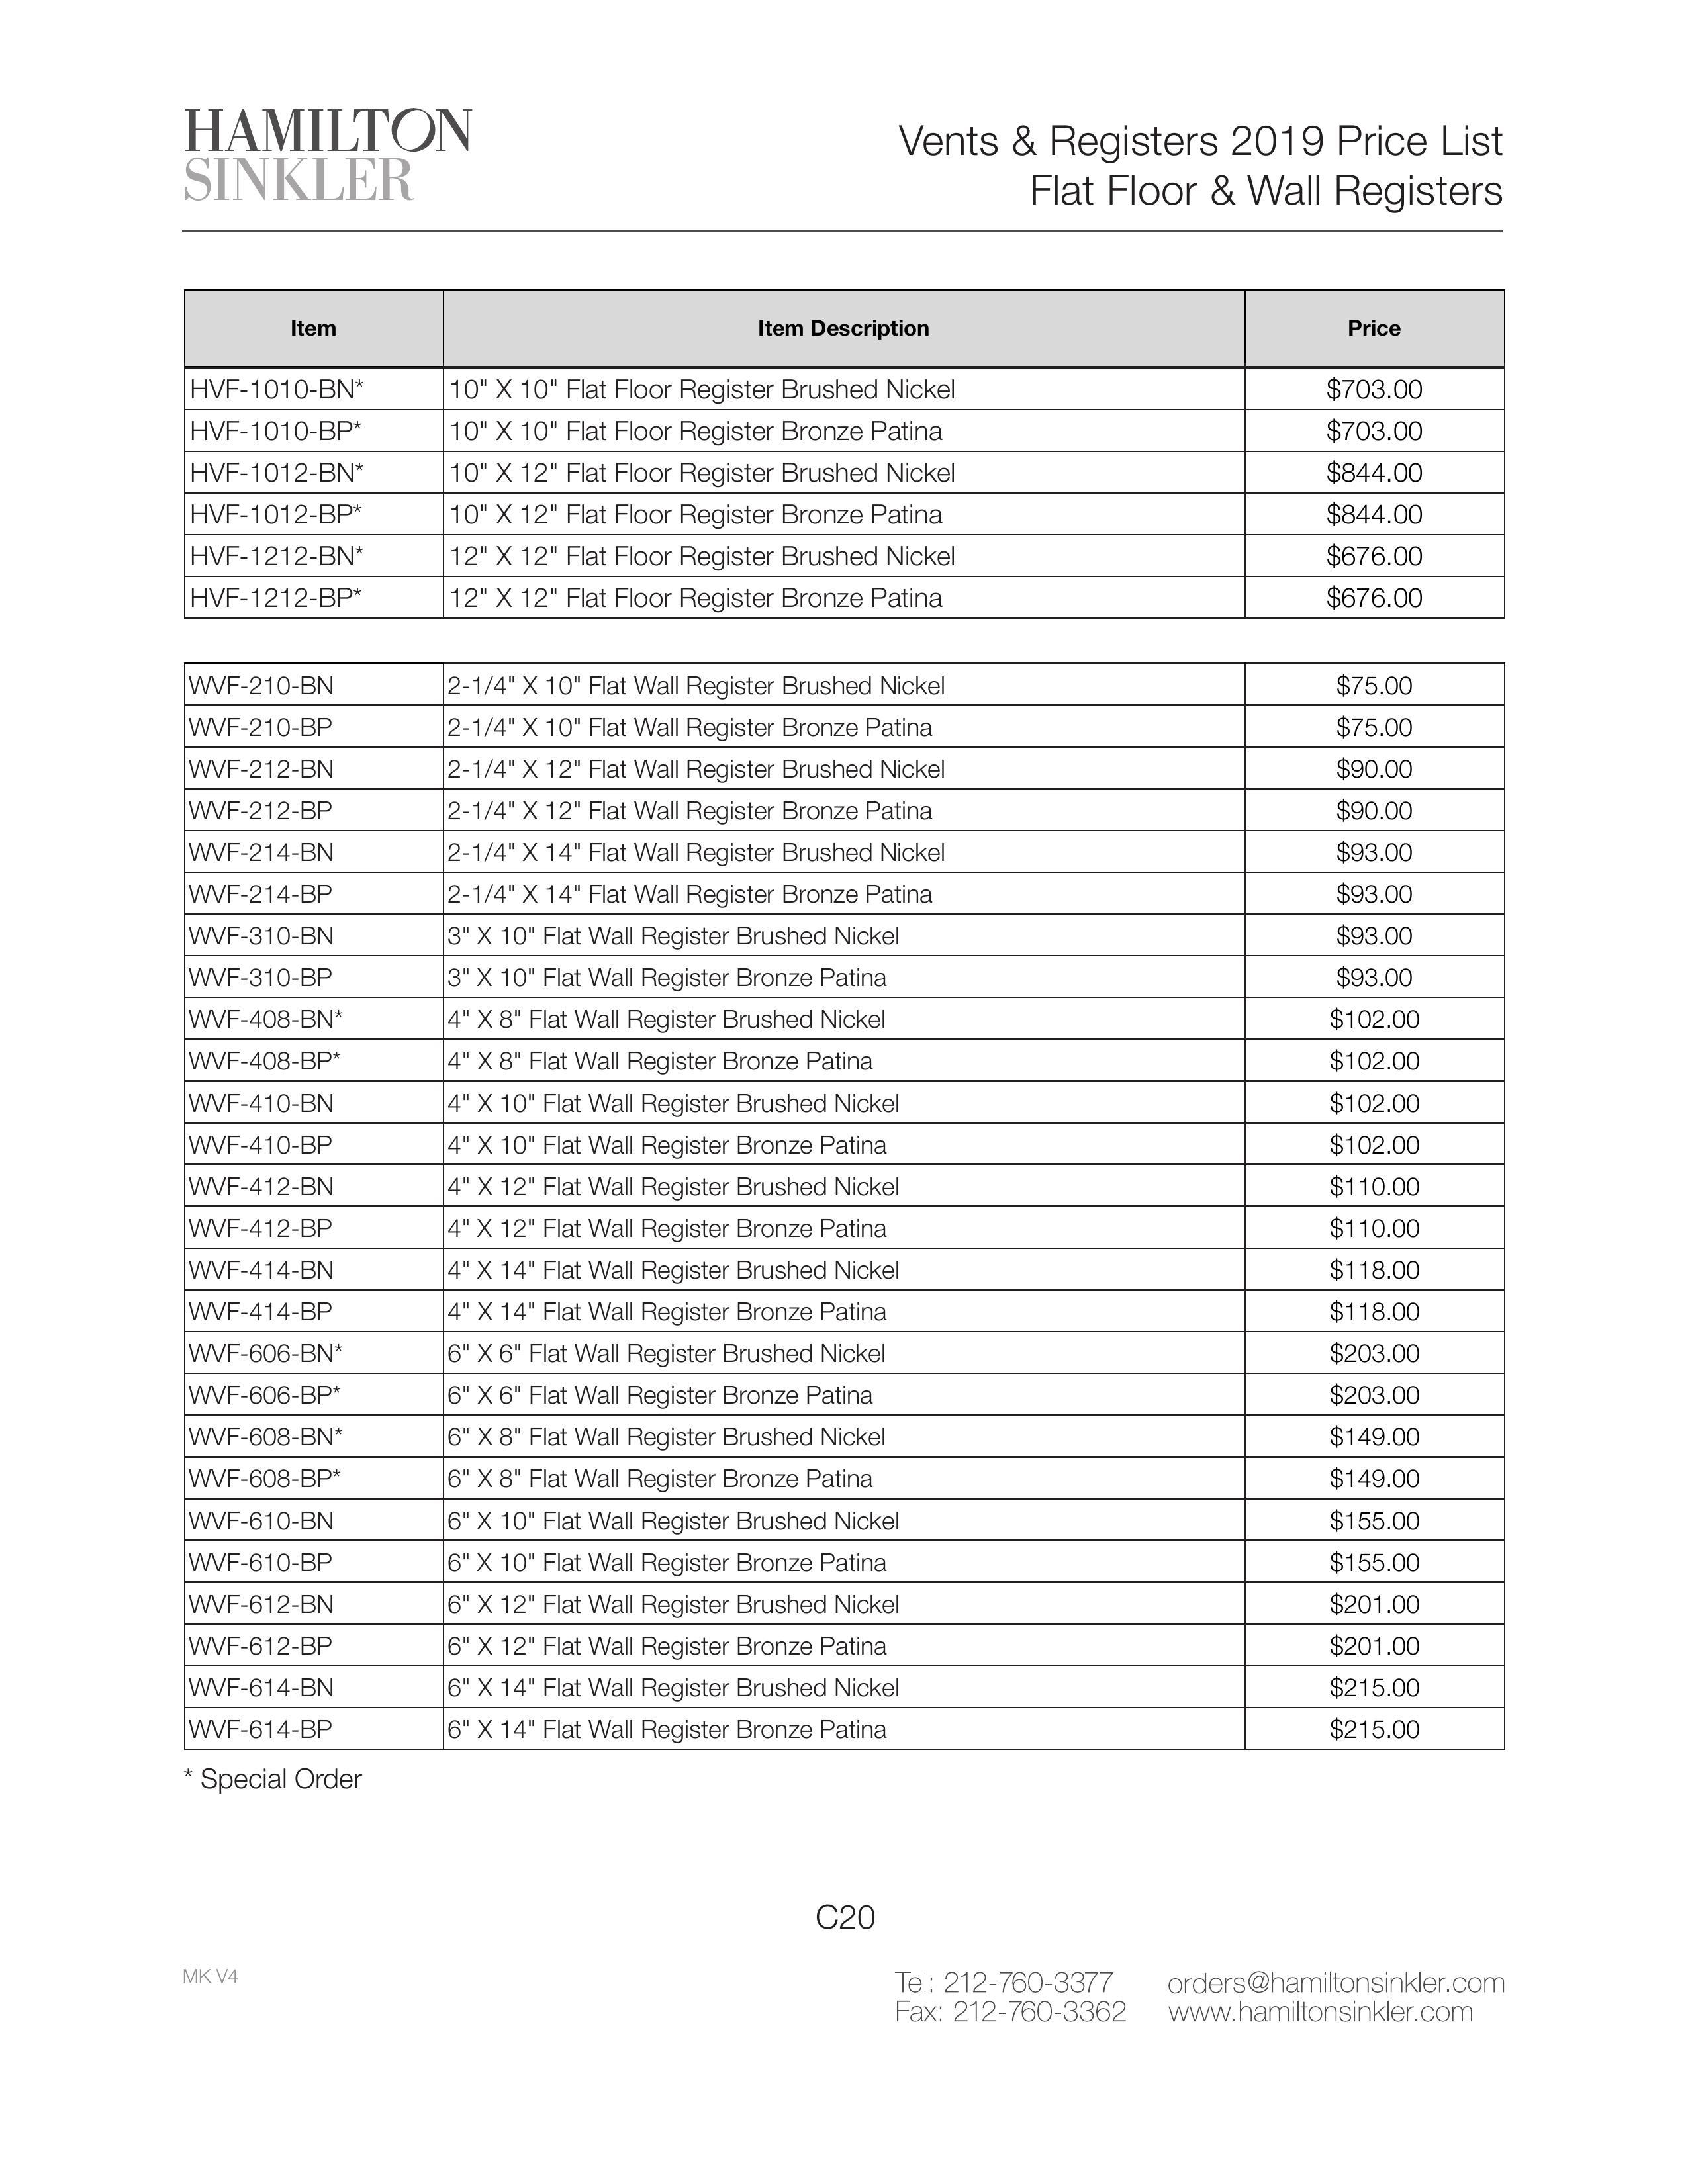 HAMILTON
SINKLER
Vents & Registers 2019 Price List
Flat Floor & Wall Registers
Item Item Description Price
HVF-1010-BN* 10" X 10" Flat Floor Register Brushed Nickel $703.00
HVF-1010-BP* 10" X 10" Flat Floor Register Bronze Patina $703.00
HVF-1012-BN* 10" X 12" Flat Floor Register Brushed Nickel $844.00
HVF-1012-BP* 10" X 12" Flat Floor Register Bronze Patina $844.00
HVF-1212-BN* 12" X 12" Flat Floor Register Brushed Nickel $676.00
HVF-1212-BP* 12" X 12" Flat Floor Register Bronze Patina $676.00
WVF-210-BN 2-1/4" X 10" Flat Wall Register Brushed Nickel $75.00
WVF-210-BP 2-1/4" X 10" Flat Wall Register Bronze Patina $75.00
WVF-212-BN 2-1/4" X 12" Flat Wall Register Brushed Nickel $90.00
WVF-212-BP 2-1/4" X 12" Flat Wall Register Bronze Patina $90.00
WVF-214-BN 2-1/4" X 14" Flat Wall Register Brushed Nickel $93.00
WVF-214-BP 2-1/4" X 14" Flat Wall Register Bronze Patina $93.00
WVF-310-BN 3" X 10" Flat Wall Register Brushed Nickel $93.00
WVF-310-BP 3" X 10" Flat Wall Register Bronze Patina $93.00
WVF-408-BN* 4" X 8" Flat Wall Register Brushed Nickel $102.00
WVF-408-BP* 4" X 8" Flat Wall Register Bronze Patina $102.00
WVF-410-BN 4" X 10" Flat Wall Register Brushed Nickel $102.00
WVF-410-BP 4" X 10" Flat Wall Register Bronze Patina $102.00
WVF-412-BN 4" X 12" Flat Wall Register Brushed Nickel $110.00
WVF-412-BP 4" X 12" Flat Wall Register Bronze Patina $110.00
WVF-414-BN 4" X 14" Flat Wall Register Brushed Nickel $118.00
WVF-414-BP 4" X 14" Flat Wall Register Bronze Patina $118.00
WVF-606-BN* 6" X 6" Flat Wall Register Brushed Nickel $203.00
WVF-606-BP* 6" X 6" Flat Wall Register Bronze Patina $203.00
WVF-608-BN* 6" X 8" Flat Wall Register Brushed Nickel $149.00
WVF-608-BP* 6" X 8" Flat Wall Register Bronze Patina $149.00
WVF-610-BN 6" X 10" Flat Wall Register Brushed Nickel $155.00
WVF-610-BP 6" X 10" Flat Wall Register Bronze Patina $155.00
WVF-612-BN 6" X 12" Flat Wall Register Brushed Nickel $201.00
WVF-612-BP 6" X 12" Flat Wall Register Bronze Patina $201.00
WVF-614-BN 6" X 14" Flat Wall Register Brushed Nickel $215.00
WVF-614-BP 6" X 14" Flat Wall Register Bronze Patina $215.00
* Special Order
C20
MK V4
Tel: 212-760-3377 orders@hamiltonsinkler.com
Fax: 212-760-3362 www.hamiltonsinkler.com